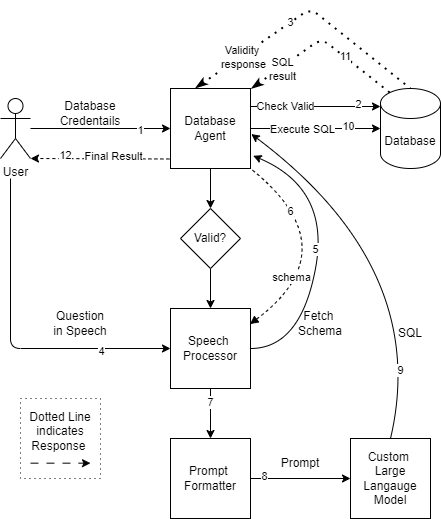 3
Validity
response
SQL
result
11
Database
Credentails
1
Database
Agent
Check Valid
2
Execute SQL
10
Database
12
Final Result
User
6
Valid?
5
schema
Question
in Speech
4
Speech
Processor
Fetch
Schema
SQL
9
7
Dotted Line
indicates
Response
Prompt
Formatter
8
Prompt
Custom
Large
Langauge
Model